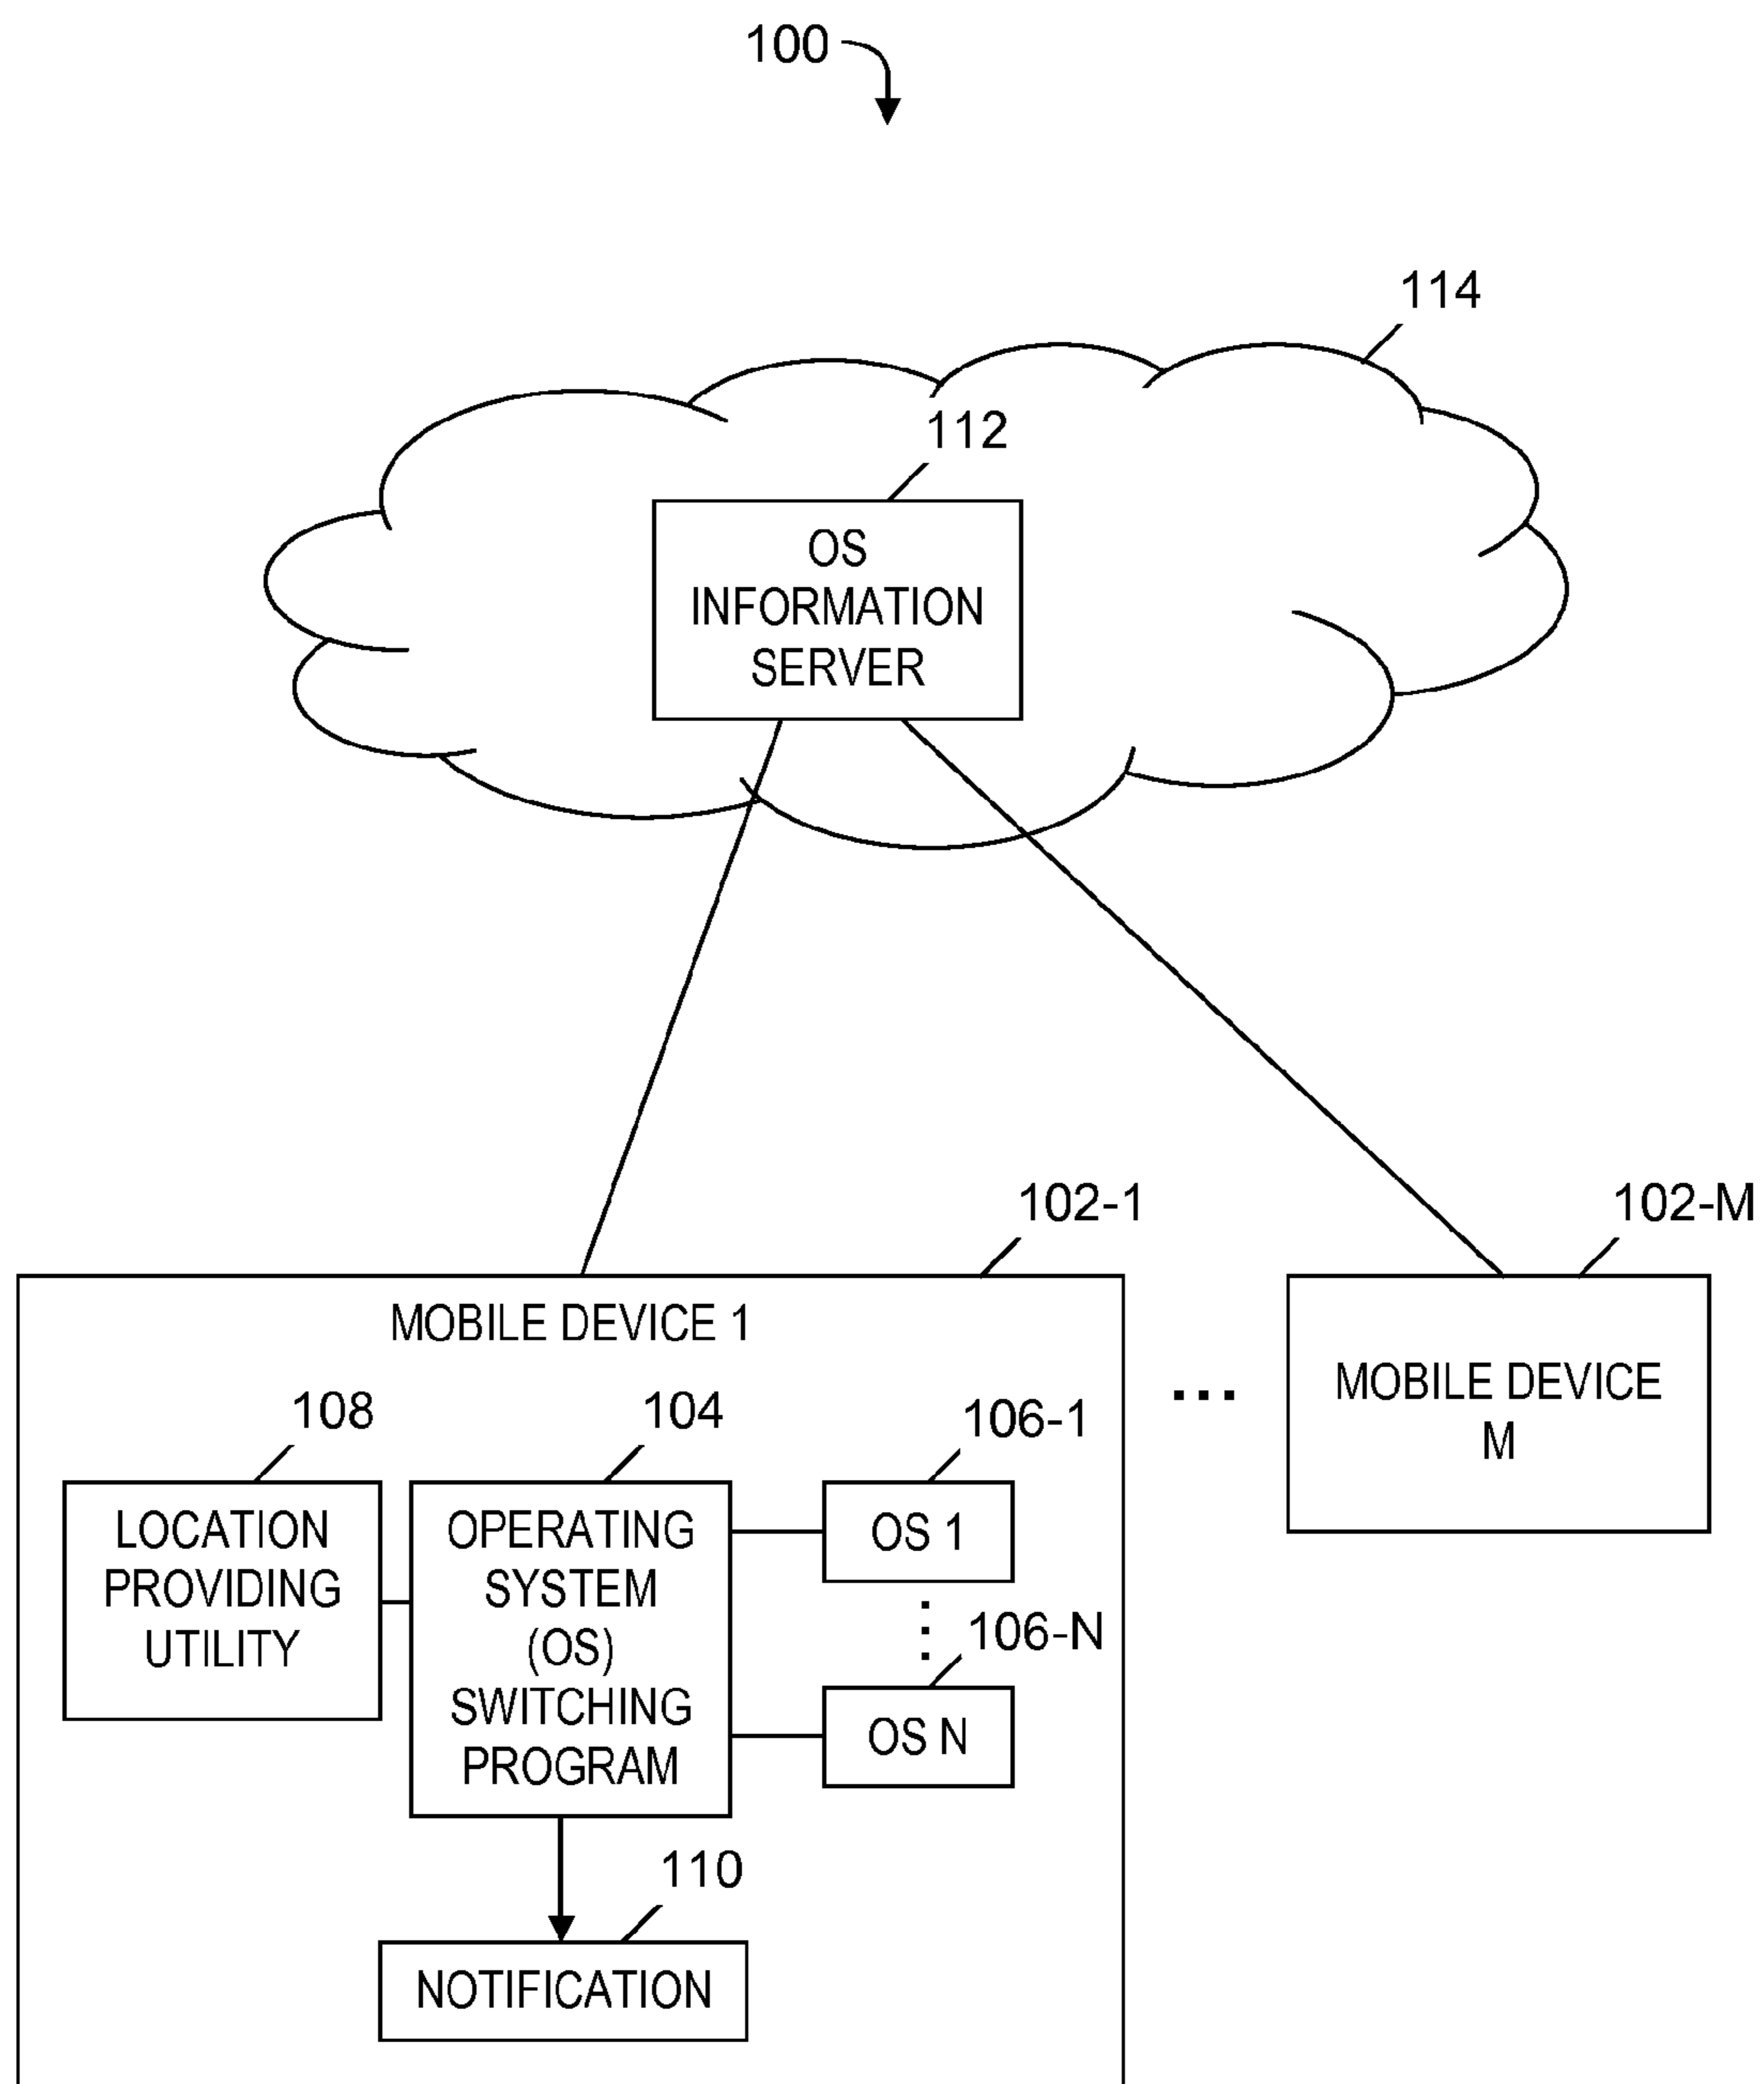 100
114
112
OS
INFORMATION
SERVER
102-1
102-M
MOBILE DEVICE 1
MOBILE DEVICE
M
...
108
104
106-1
LOCATION
PROVIDING
UTILITY
OPERATING
SYSTEM
(OS)
SWITCHING
PROGRAM
OS 1
106-N
OS N
110
NOTIFICATION